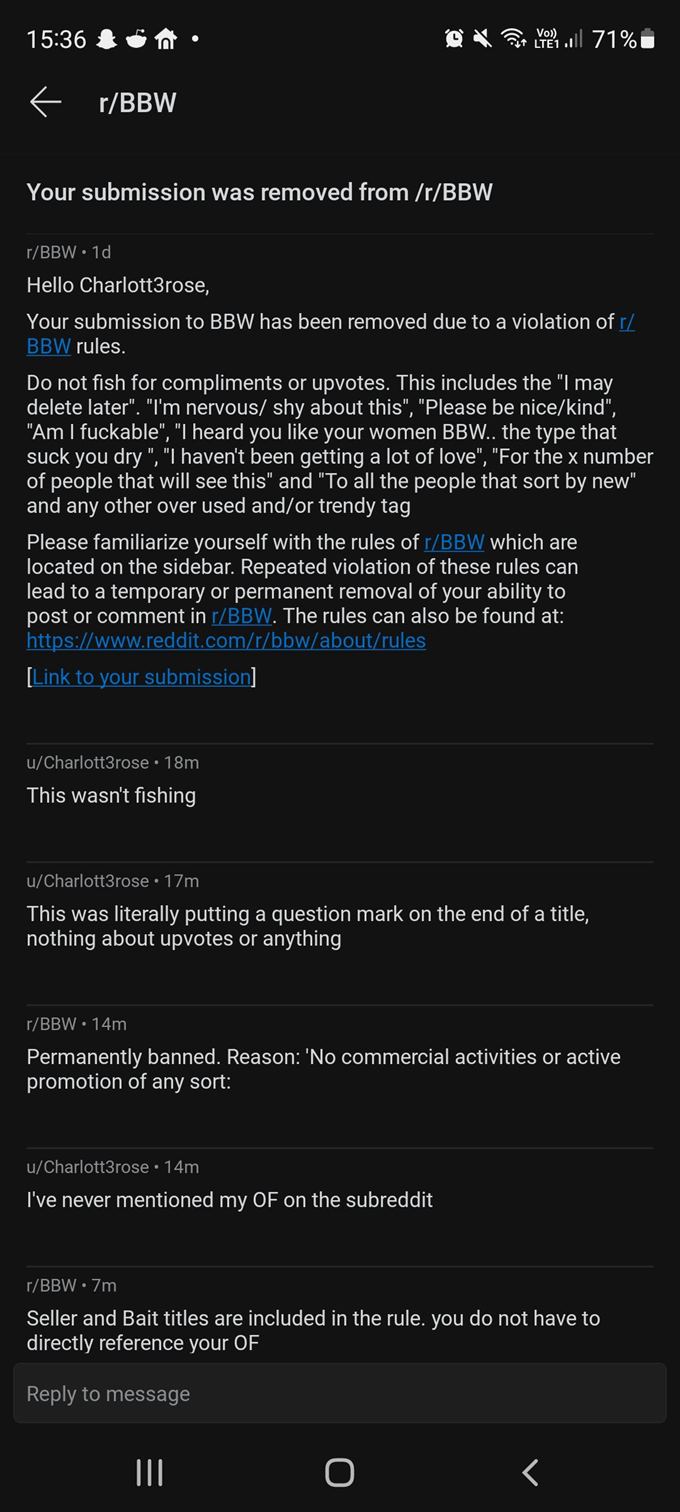 15:36 Vo)) LTE1 71%
r/BBW
Your submission was removed from /r/BBW
r/BBW • 1d
Hello Charlott3rose,
Your submission to BBW has been removed due to a violation of r/
BBW rules.
Do not fish for compliments or upvotes. This includes the "I may
delete later". "I'm nervous/ shy about this", "Please be nice/kind",
"Am I fuckable", "I heard you like your women BBW.. the type that
suck you dry ", "I haven't been getting a lot of love", "For the x number
of people that will see this" and "To all the people that sort by new"
and any other over used and/or trendy tag
Please familiarize yourself with the rules of r/BBW which are
located on the sidebar. Repeated violation of these rules can
lead to a temporary or permanent removal of your ability to
post or comment in r/BBW. The rules can also be found at:
https://www.reddit.com/r/bbw/about/rules
[Link to your submission]
u/Charlott3rose • 18m
This wasn't fishing
u/Charlott3rose • 17m
This was literally putting a question mark on the end of a title,
nothing about upvotes or anything
r/BBW • 14m
Permanently banned. Reason: 'No commercial activities or active
promotion of any sort:
u/Charlott3rose • 14m
I've never mentioned my OF on the subreddit
r/BBW • 7m
Seller and Bait titles are included in the rule. you do not have to
directly reference your OF
Reply to message